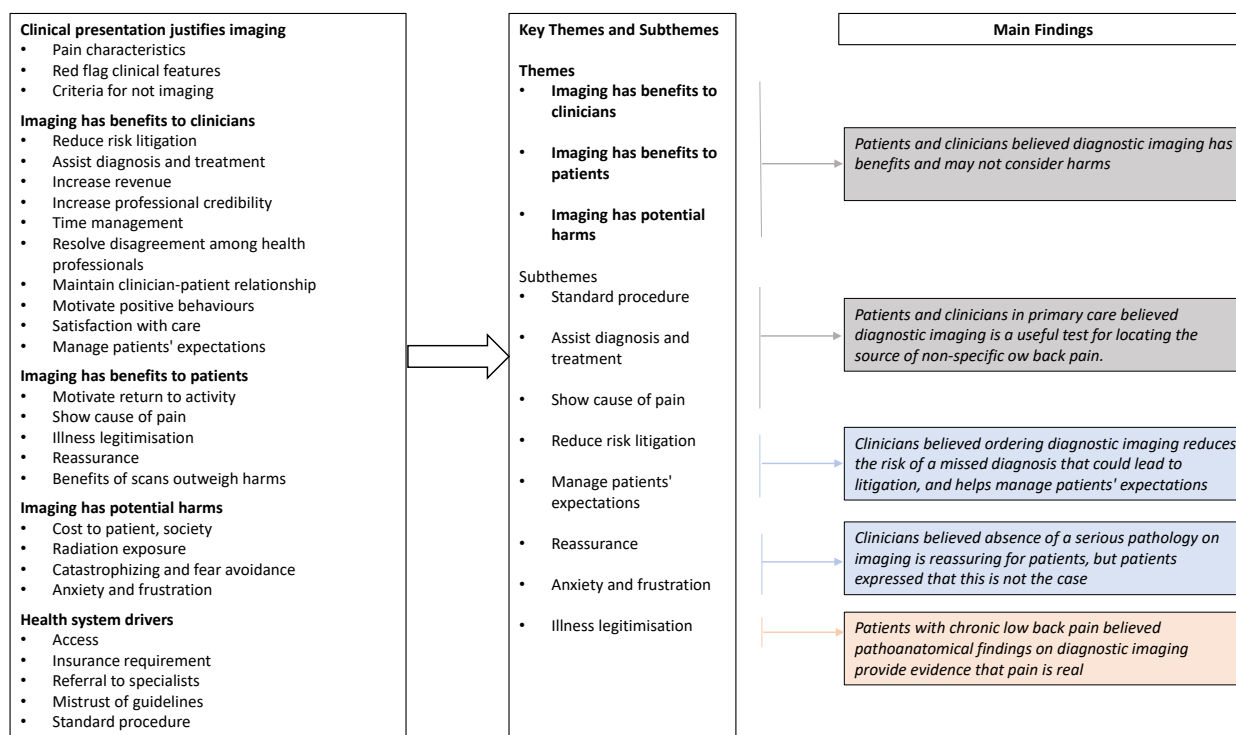 Clinical presentation justifies imaging
• Pain characteristics
• Red flag clinical features
• Criteria for not imaging
Imaging has benefits to clinicians
• Reduce risk litigation
• Assist diagnosis and treatment
• Increase revenue
• Increase professional credibility
• Time management
• Resolve disagreement among health
professionals
• Maintain clinician-patient relationship
• Motivate positive behaviours
• Satisfaction with care
• Manage patients' expectations
Imaging has benefits to patients
• Motivate return to activity
• Show cause of pain
• Illness legitimisation
• Reassurance
• Benefits of scans outweigh harms
Imaging has potential harms
• Cost to patient, society
• Radiation exposure
• Catastrophizing and fear avoidance
• Anxiety and frustration
Health system drivers
• Access
• Insurance requirement
• Referral to specialists
• Mistrust of guidelines
• Standard procedure
Key Themes and Subthemes
Themes
• Imaging has benefits to
clinicians
• Imaging has benefits to
patients
• Imaging has potential
harms
Subthemes
• Standard procedure
• Assist diagnosis and
treatment
• Show cause of pain
• Reduce risk litigation
• Manage patients'
expectations
• Reassurance
• Anxiety and frustration
• Illness legitimisation
Main Findings
Patients and clinicians believed diagnostic imaging has
benefits and may not consider harms
Patients and clinicians in primary care believed
diagnostic imaging is a useful test for locating the
source of non-specific ow back pain.
Clinicians believed ordering diagnostic imaging reduces
the risk of a missed diagnosis that could lead to
litigation, and helps manage patients' expectations
Clinicians believed absence of a serious pathology on
imaging is reassuring for patients, but patients
expressed that this is not the case
Patients with chronic low back pain believed
pathoanatomical findings on diagnostic imaging
provide evidence that pain is real